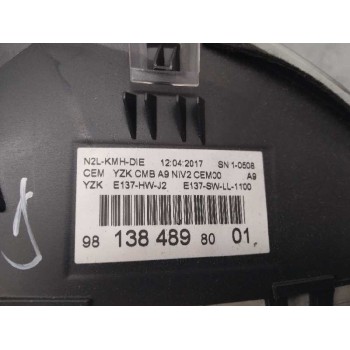 N2L-KMH-DIE 12:04:2017 SN 1-0508
CEM YZK CMB A9 NIV2 CEM00 A9
YZK E137-HW-J2 E137-SW-LL-1100
98 138 489 80 01